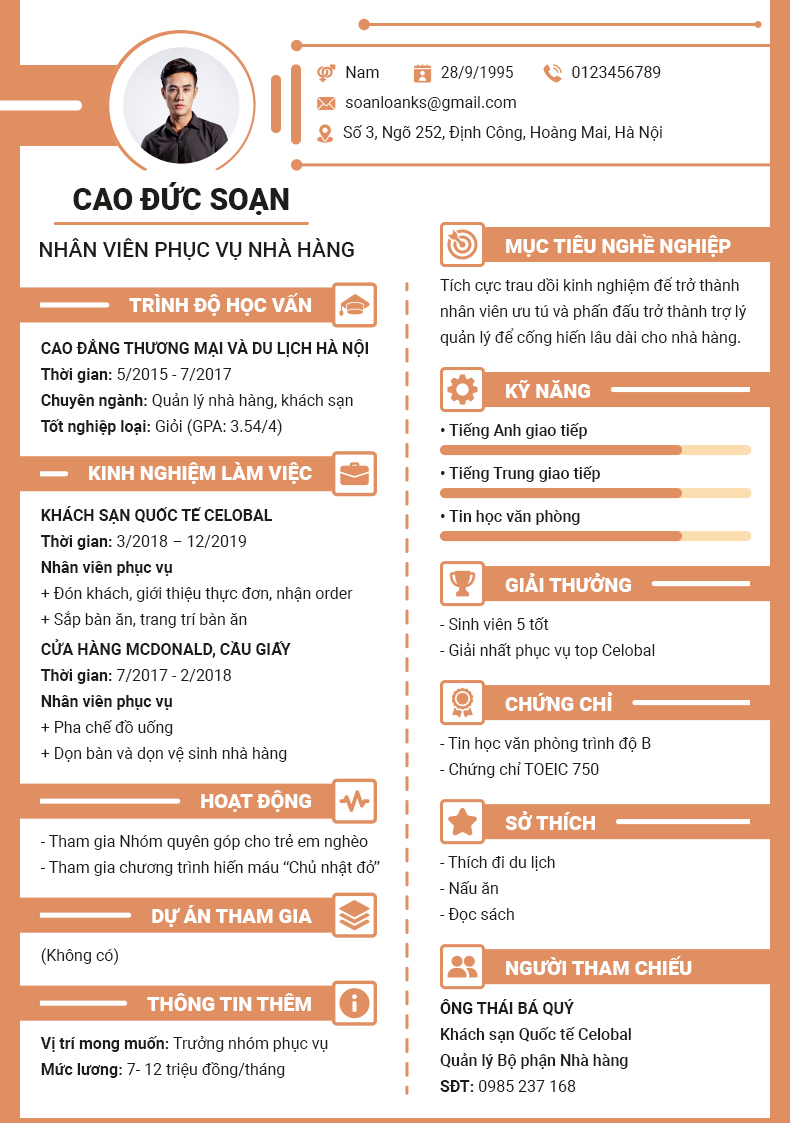 Nam
28/9/1995
0123456789
soanloanks@gmail.com
Số 3, Ngõ 252, Định Công, Hoàng Mai, Hà Nội
CAO ĐỨC SOẠN
NHÂN VIÊN PHỤC VỤ NHÀ HÀNG
TRÌNH ĐỘ HỌC VẤN
CAO ĐẲNG THƯƠNG MẠI VÀ DU LỊCH HÀ NỘI
Thời gian: 5/2015 - 7/2017
Chuyên ngành: Quản lý nhà hàng, khách sạn
Tốt nghiệp loại: Giỏi (GPA: 3.54/4)
KINH NGHIỆM LÀM VIỆC
KHÁCH SẠN QUỐC TẾ CELOBAL
Thời gian: 3/2018 – 12/2019
Nhân viên phục vụ
+ Đón khách, giới thiệu thực đơn, nhận order
+ Sắp bàn ăn, trang trí bàn ăn
CỬA HÀNG MCDONALD, CẦU GIẤY
Thời gian: 7/2017 - 2/2018
Nhân viên phục vụ
+ Pha chế đồ uống
+ Dọn bàn và dọn vệ sinh nhà hàng
HOẠT ĐỘNG
- Tham gia Nhóm quyên góp cho trẻ em nghèo
- Tham gia chương trình hiến máu “Chủ nhật đỏ”
DỰ ÁN THAM GIA
(Không có)
THÔNG TIN THÊM
Vị trí mong muốn: Trưởng nhóm phục vụ
Mức lương: 7- 12 triệu đồng/tháng
MỤC TIÊU NGHỀ NGHIỆP
Tích cực trau dồi kinh nghiệm để trở thành
nhân viên ưu tú và phấn đấu trở thành trợ lý
quản lý để cống hiến lâu dài cho nhà hàng.
KỸ NĂNG
• Tiếng Anh giao tiếp
• Tiếng Trung giao tiếp
• Tin học văn phòng
GIẢI THƯỞNG
- Sinh viên 5 tốt
- Giải nhất phục vụ top Celobal
CHỨNG CHỈ
- Tin học văn phòng trình độ B
- Chứng chỉ TOEIC 750
SỞ THÍCH
- Thích đi du lịch
- Nấu ăn
- Đọc sách
NGƯỜI THAM CHIẾU
ÔNG THÁI BÁ QUÝ
Khách sạn Quốc tế Celobal
Quản lý Bộ phận Nhà hàng
SĐT: 0985 237 168